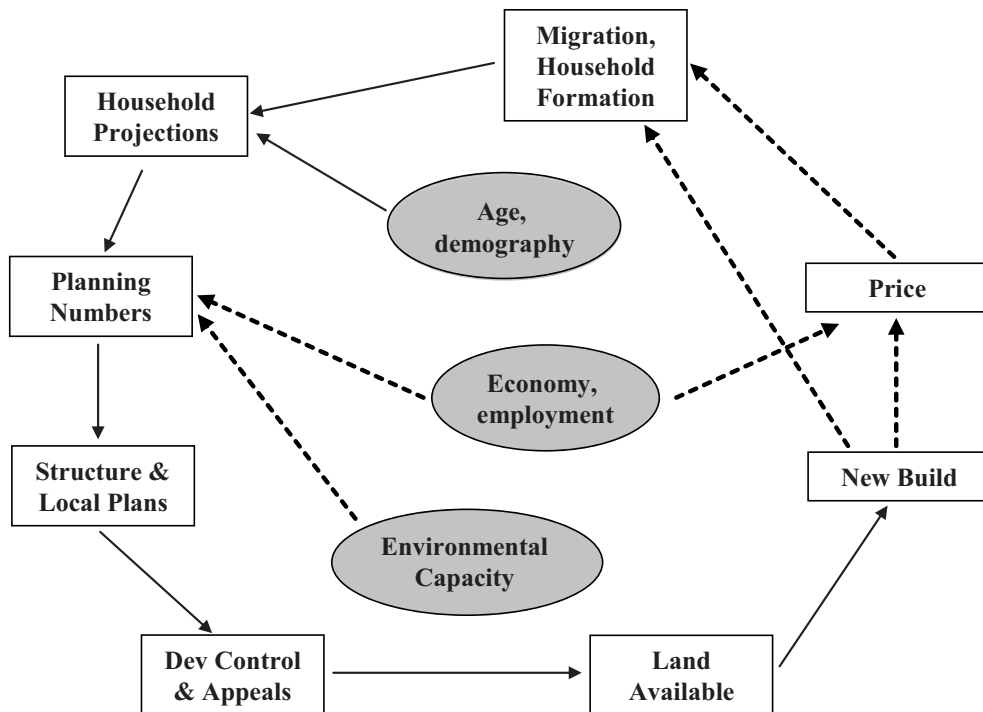 Migration,
Household
Formation
Household
Projections
Age,
demography
Planning
Numbers
Price
Economy,
employment
Structure &
Local Plans
New Build
Environmental
Capacity
Dev Control
& Appeals
Land
Available